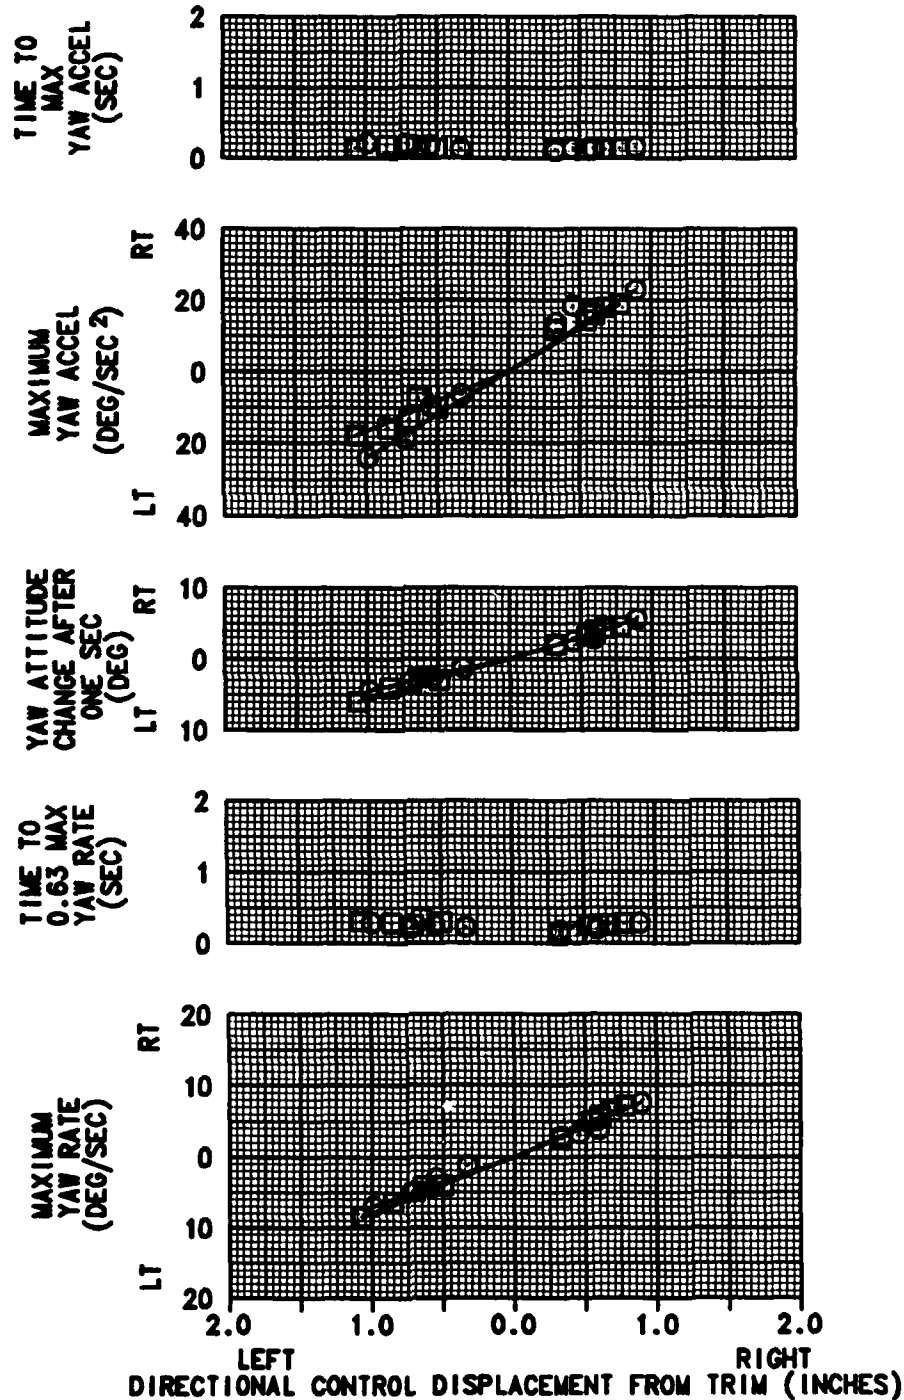 TIME TO
MAX
YAW ACCEL
(SEC)
2
1
0
MAXIMUM
YAW ACCEL
(DEG/SEC²)
RT
LT
40
20
0
20
40
YAW ATTITUDE
CHANGE AFTER
ONE SEC
(DEG)
RT
LT
10
0
10
TIME TO
0.63 MAX
YAW RATE
(SEC)
2
1
0
MAXIMUM
YAW RATE
(DEG/SEC)
RT
LT
20
10
0
10
20
2.0 1.0 0.0 1.0 2.0
LEFT RIGHT
DIRECTIONAL CONTROL DISPLACEMENT FROM TRIM (INCHES)